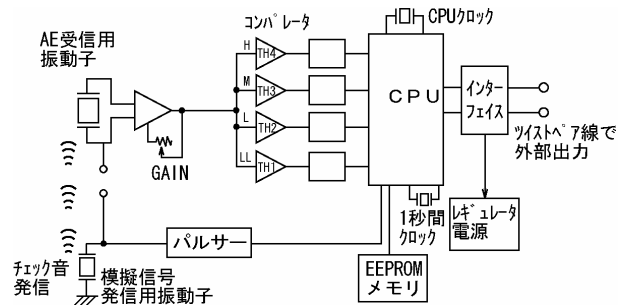 コンパレータ
CPUクロック
AE受信用
振動子
H
TH4
M
TH3
L
TH2
LL
TH1
CPU
インター
フェイス
ツイストペア線で
外部出力
GAIN
1秒間
クロック
レギュレータ
電源
パルサー
チェック音
発信
模擬信号
発信用振動子
EEPROM
メモリ